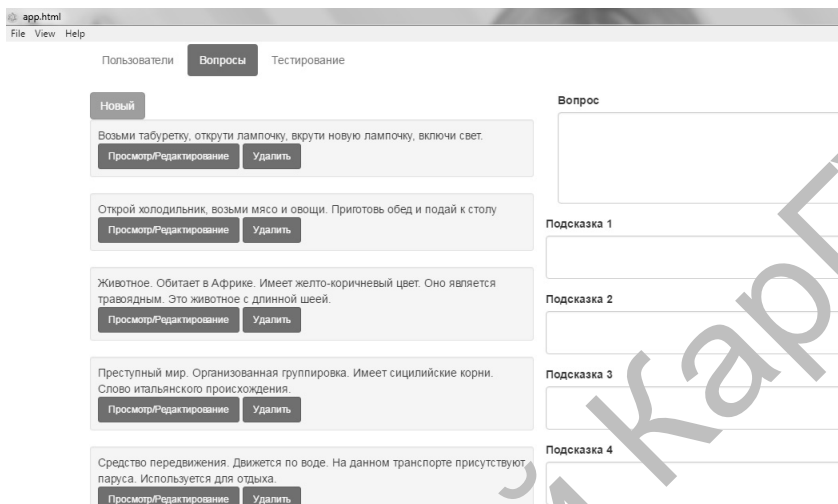 app.html
File View Help
Пользователи Вопросы Тестирование
Новый
Возьми табуретку, открути лампочку, вкрути новую лампочку, включи свет.
Просмотр/Редактирование Удалить
Открой холодильник, возьми мясо и овощи. Приготовь обед и подай к столу
Просмотр/Редактирование Удалить
Животное. Обитает в Африке. Имеет желто-коричневый цвет. Оно является
травоядным. Это животное с длинной шеей.
Просмотр/Редактирование Удалить
Преступный мир. Организованная группировка. Имеет сицилийские корни.
Слово итальянского происхождения.
Просмотр/Редактирование Удалить
Средство передвижения. Движется по воде. На данном транспорте присутствуют
паруса. Используется для отдыха.
Просмотр/Редактирование Удалить
Вопрос
Подсказка 1
Подсказка 2
Подсказка 3
Подсказка 4